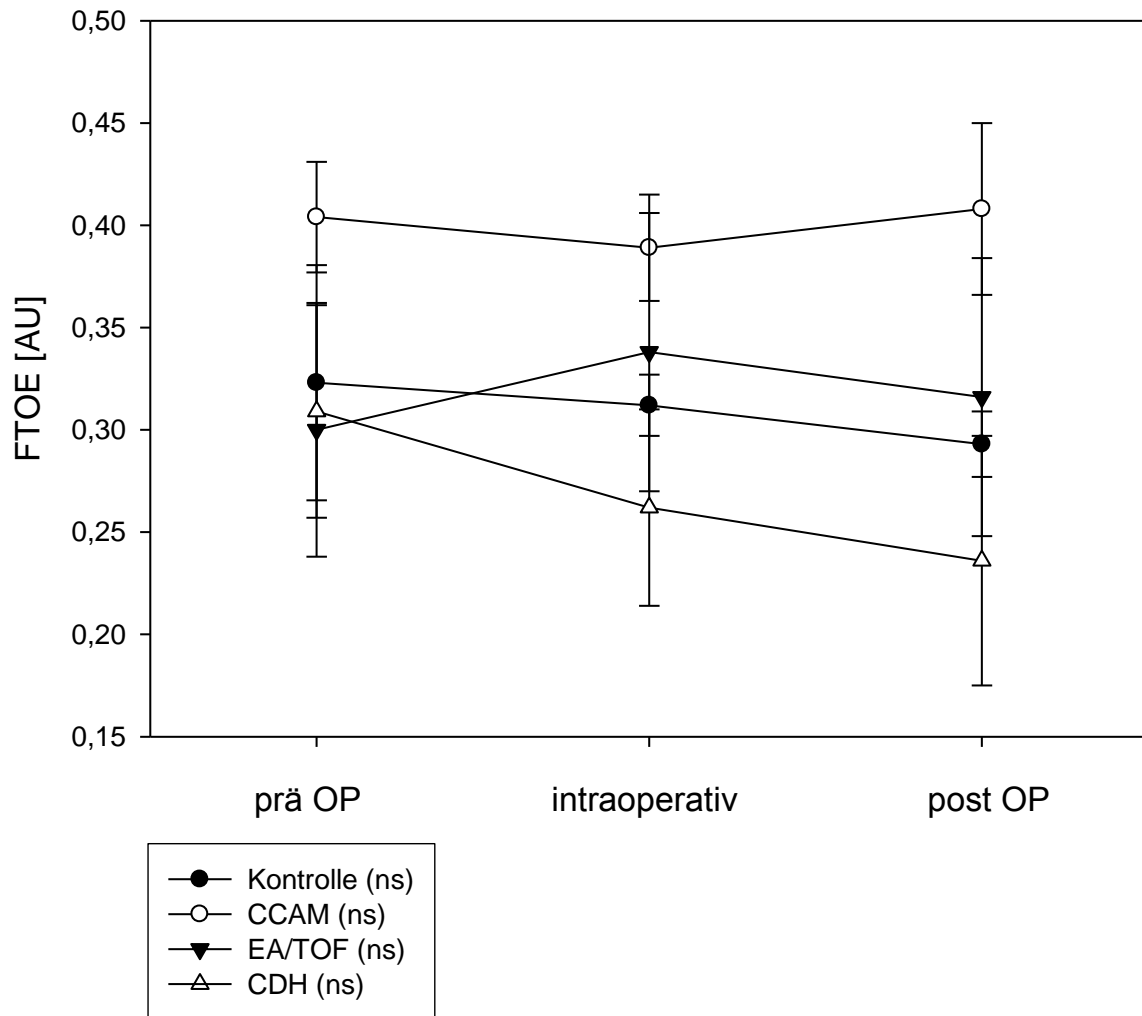 0,50
0,45
0,40
0,35
0,30
0,25
0,20
0,15
FTOE [AU]
prä OP intraoperativ post OP
Kontrolle (ns)
CCAM (ns)
EA/TOF (ns)
CDH (ns)